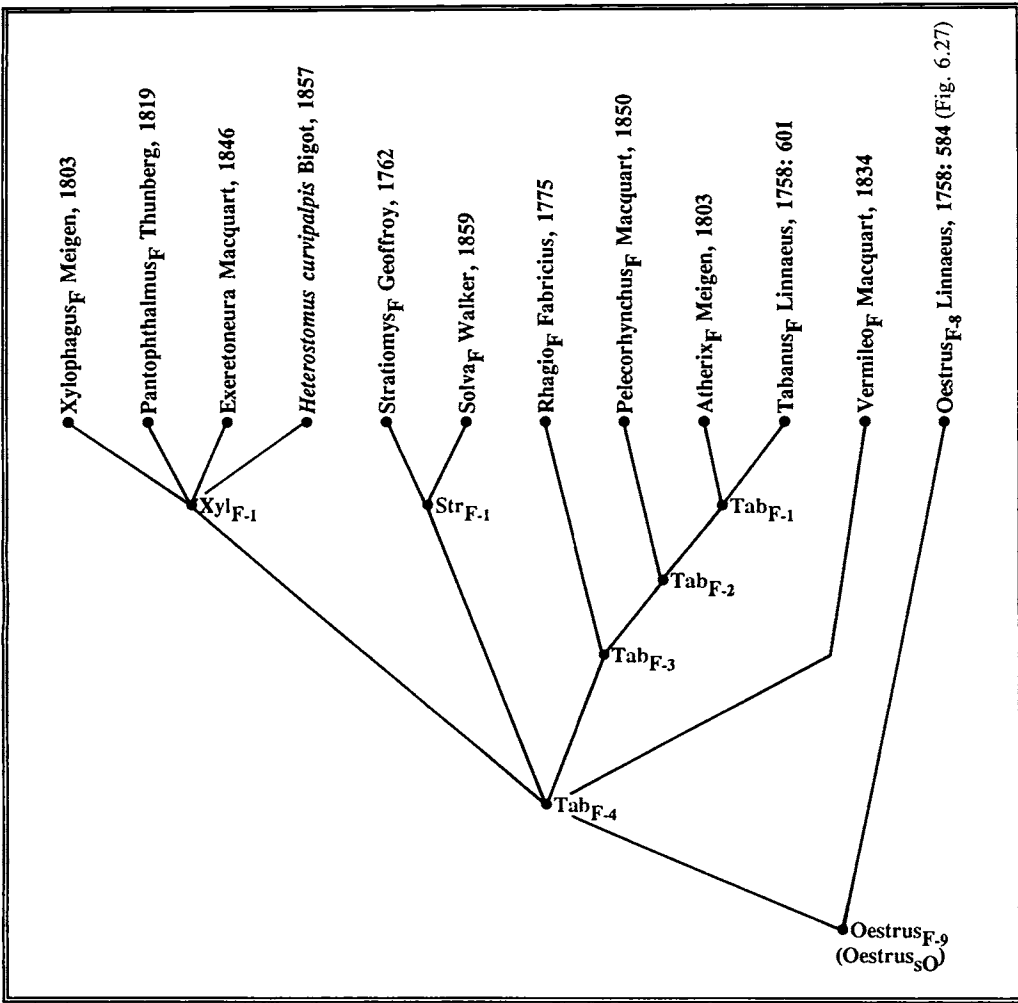 Xylophagus_F Meigen, 1803
Pantophthalmus_F Thunberg, 1819
Exeretoneura Macquart, 1846
Heterostomus curvipalpis Bigot, 1857
Stratiomys_F Geoffroy, 1762
Solva_F Walker, 1859
Rhagio_F Fabricius, 1775
Pelecorhynchus_F Macquart, 1850
Atherix_F Meigen, 1803
Tabanus_F Linnaeus, 1758: 601
Vermileo_F Macquart, 1834
Oestrus_F-8 Linnaeus, 1758: 584 (Fig. 6.27)
Xyl_F-1
Str_F-1
Tab_F-1
Tab_F-2
Tab_F-3
Tab_F-4
Oestrus_F-9
(Oestrus_sO)